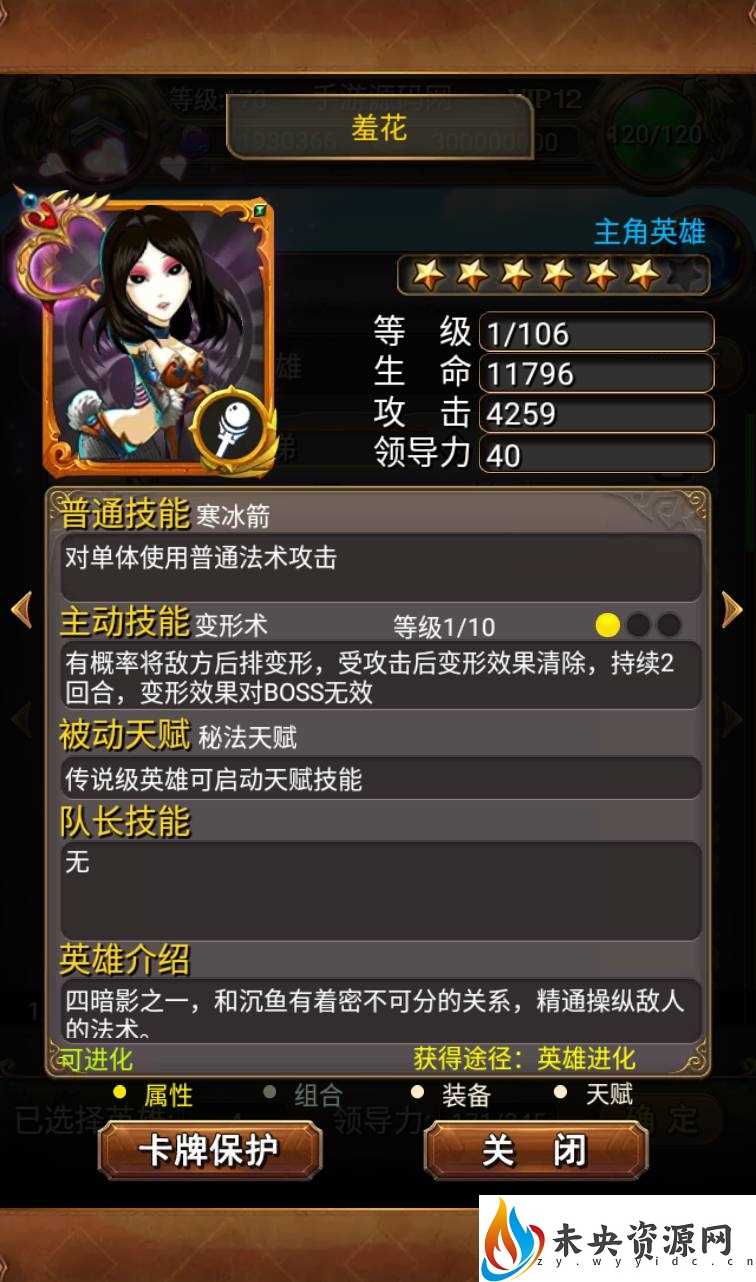 羞花
120/120
主角英雄
等 级 1/106
生 命 11796
攻 击 4259
领导力 40
普通技能 寒冰箭
对单体使用普通法术攻击
主动技能 变形术 等级1/10
有概率将敌方后排变形，受攻击后变形效果清除，持续2
回合，变形效果对BOSS无效
被动天赋 秘法天赋
传说级英雄可启动天赋技能
队长技能
无
英雄介绍
四暗影之一，和沉鱼有着密不可分的关系，精通操纵敌人
的法术。
可进化 获得途径：英雄进化
属性 组合 装备 天赋
卡牌保护 关 闭
未央资源网
zy.wyyidc.cn